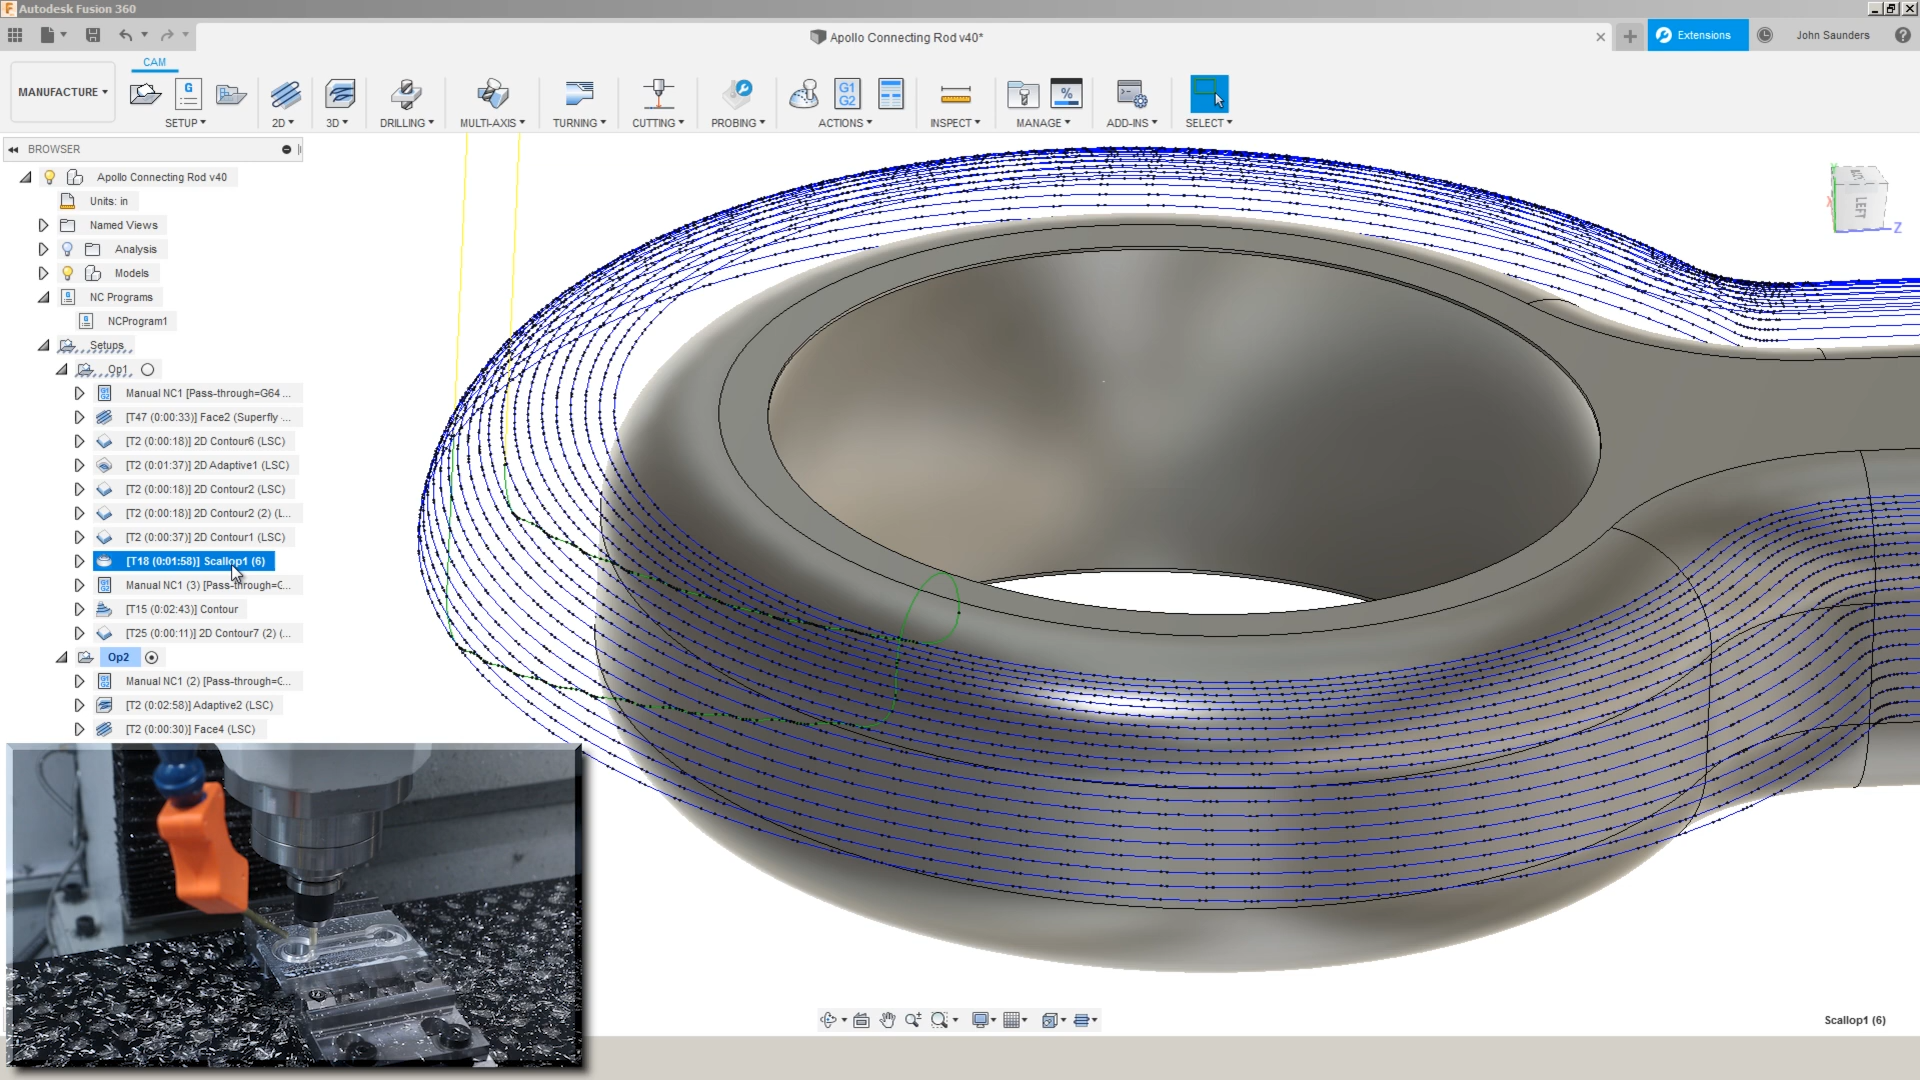 Autodesk Fusion 360
Apollo Connecting Rod v40*
Extensions
John Saunders
CAM
MANUFACTURE
SETUP
2D
3D
DRILLING
MULTI-AXIS
TURNING
CUTTING
PROBING
ACTIONS
INSPECT
MANAGE
ADD-INS
SELECT
BROWSER
Apollo Connecting Rod v40
Units: in
Named Views
Analysis
Models
NC Programs
NCProgram1
Setups
Op1
Manual NC1 [Pass-through=G64 ...
[T47 (0:00:33)] Face2 (Superfly ...
[T2 (0:00:18)] 2D Contour6 (LSC)
[T2 (0:01:37)] 2D Adaptive1 (LSC)
[T2 (0:00:18)] 2D Contour2 (LSC)
[T2 (0:00:18)] 2D Contour2 (2) (L...
[T2 (0:00:37)] 2D Contour1 (LSC)
[T18 (0:01:58)] Scallop1 (6)
Manual NC1 (3) [Pass-through=G...
[T15 (0:02:43)] Contour
[T25 (0:00:11)] 2D Contour7 (2) (...
Op2
Manual NC1 (2) [Pass-through=G...
[T2 (0:02:58)] Adaptive2 (LSC)
[T2 (0:00:30)] Face4 (LSC)
LEFT
Z
Scallop1 (6)